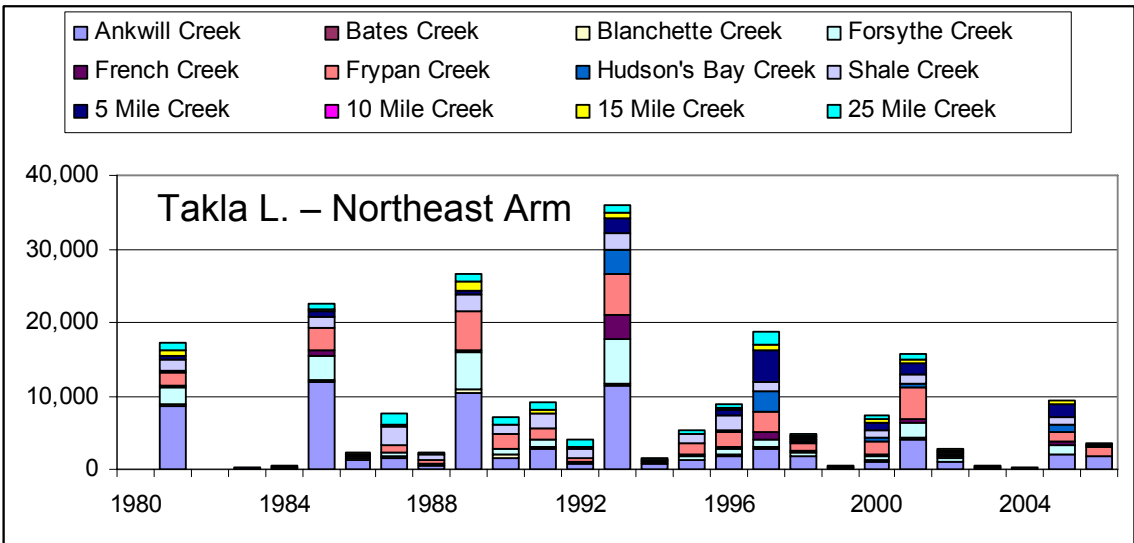 Ankwill Creek Bates Creek Blanchette Creek Forsythe Creek
French Creek Frypan Creek Hudson's Bay Creek Shale Creek
5 Mile Creek 10 Mile Creek 15 Mile Creek 25 Mile Creek
40,000
Takla L. – Northeast Arm
30,000
20,000
10,000
0
1980 1984 1988 1992 1996 2000 2004